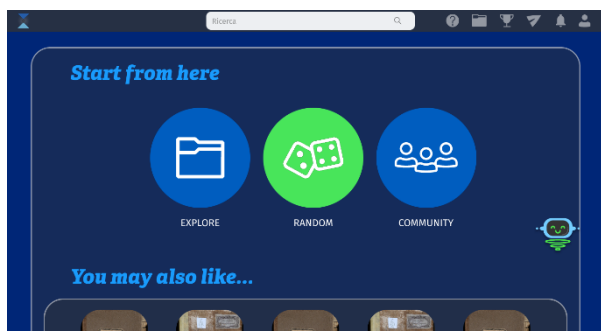 Ricerca
Start from here
EXPLORE RANDOM COMMUNITY
You may also like...